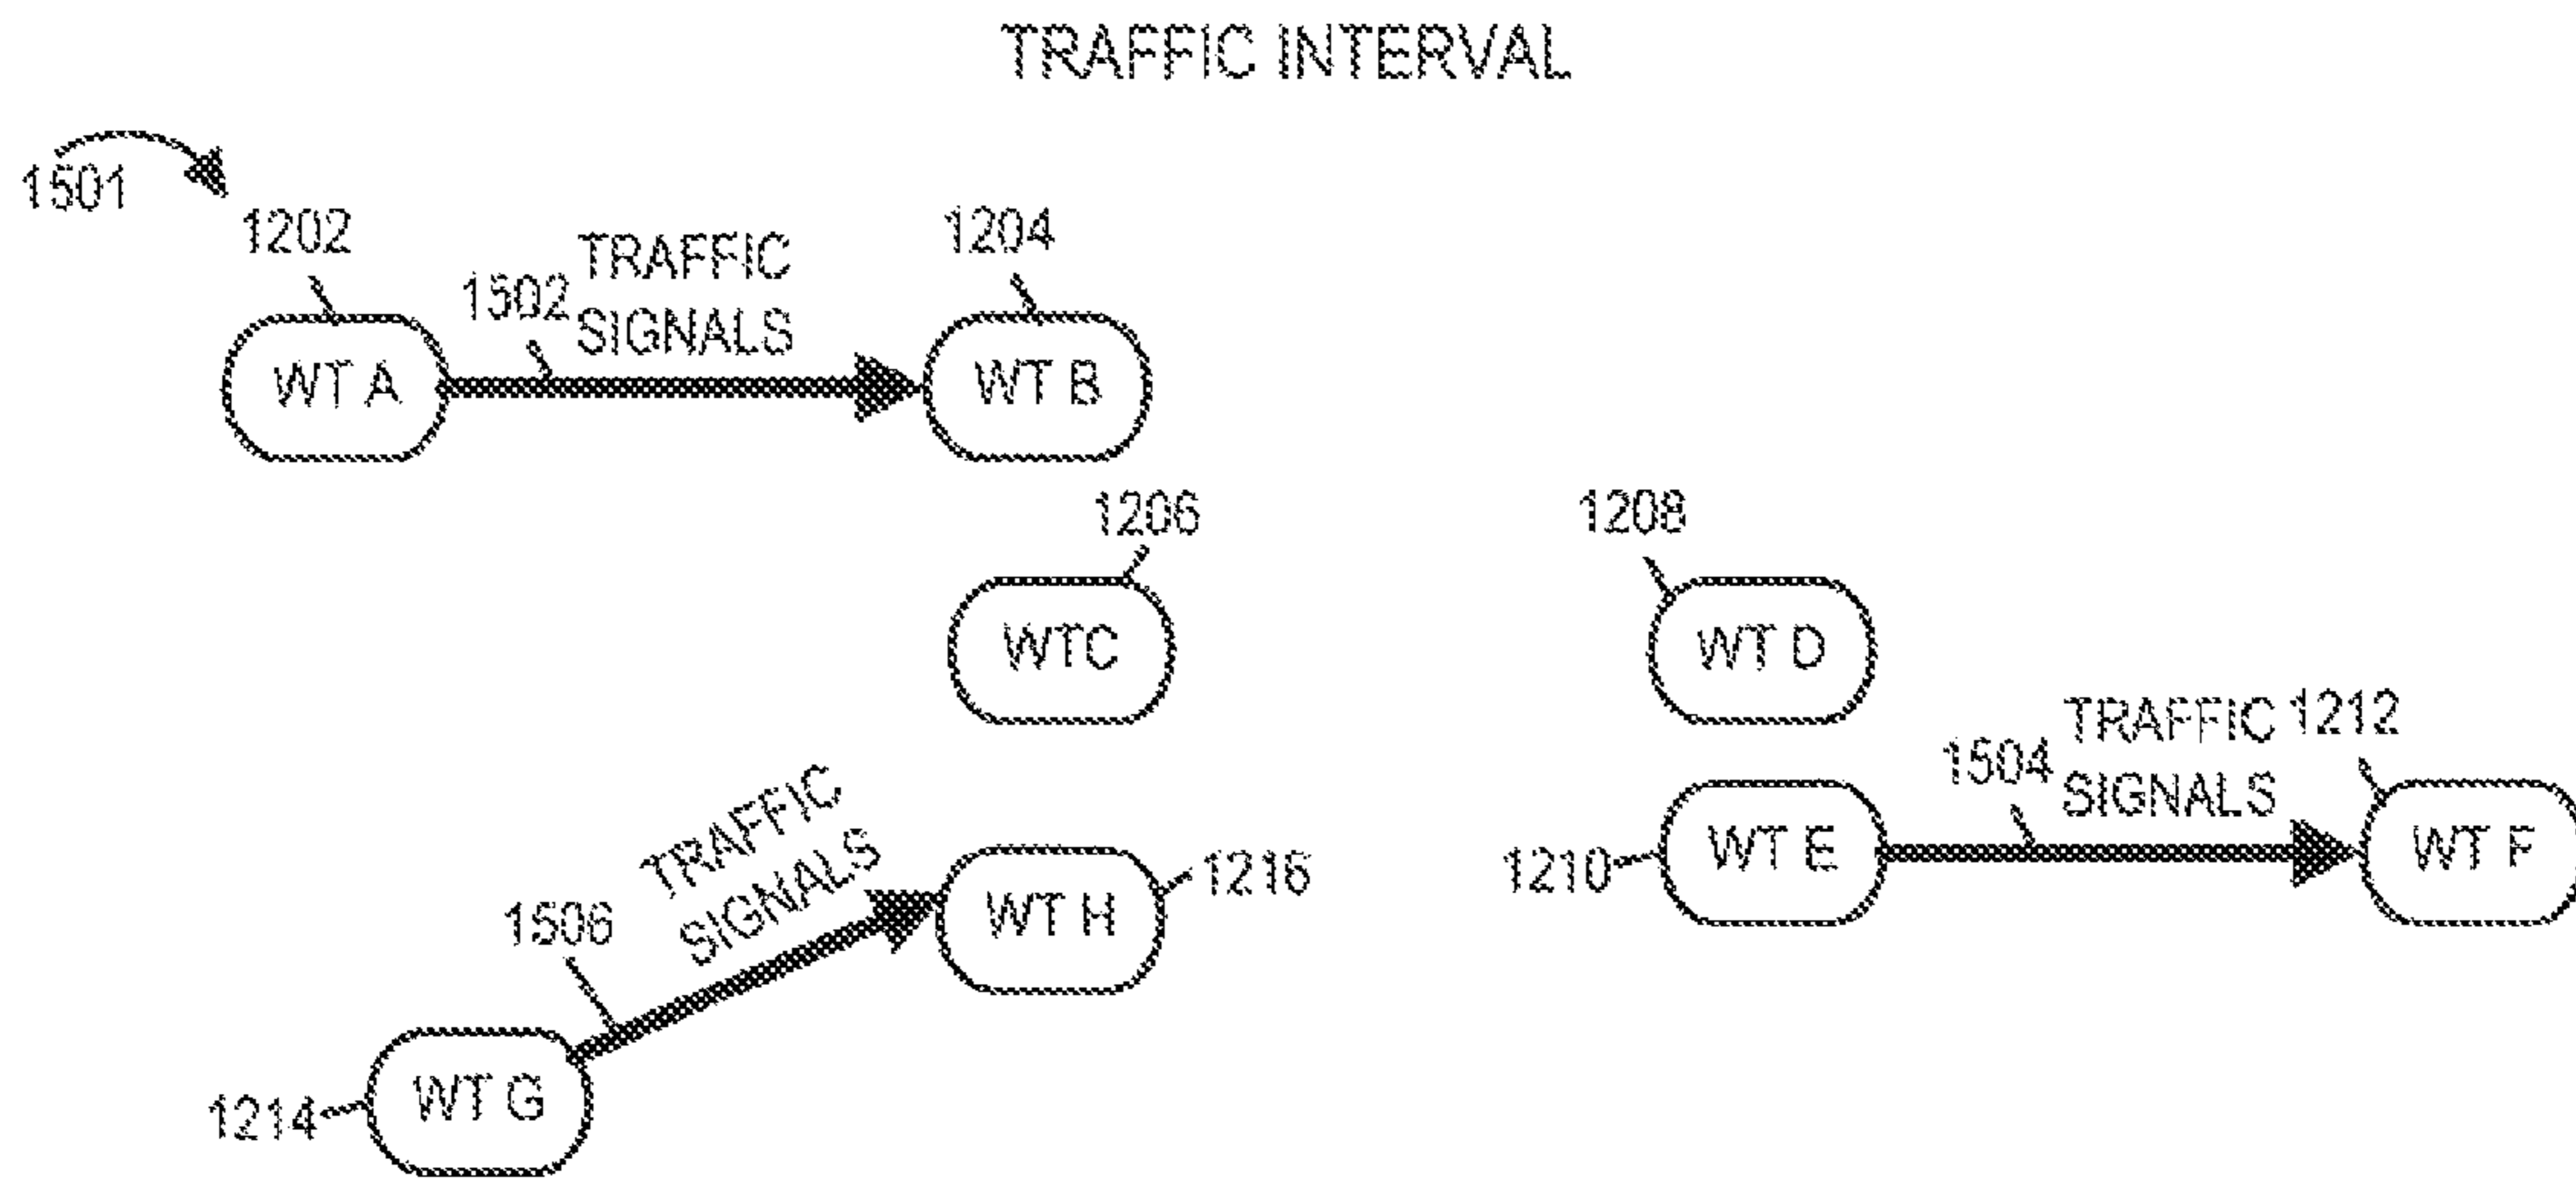 TRAFFIC INTERVAL
1501
1202
1502
TRAFFIC
SIGNALS
1204
WT A
WT B
1206
1208
WTC
WT D
1504
TRAFFIC
SIGNALS
1212
1210
WT E
WT F
1506
TRAFFIC
SIGNALS
WT H
1216
1214
WT G